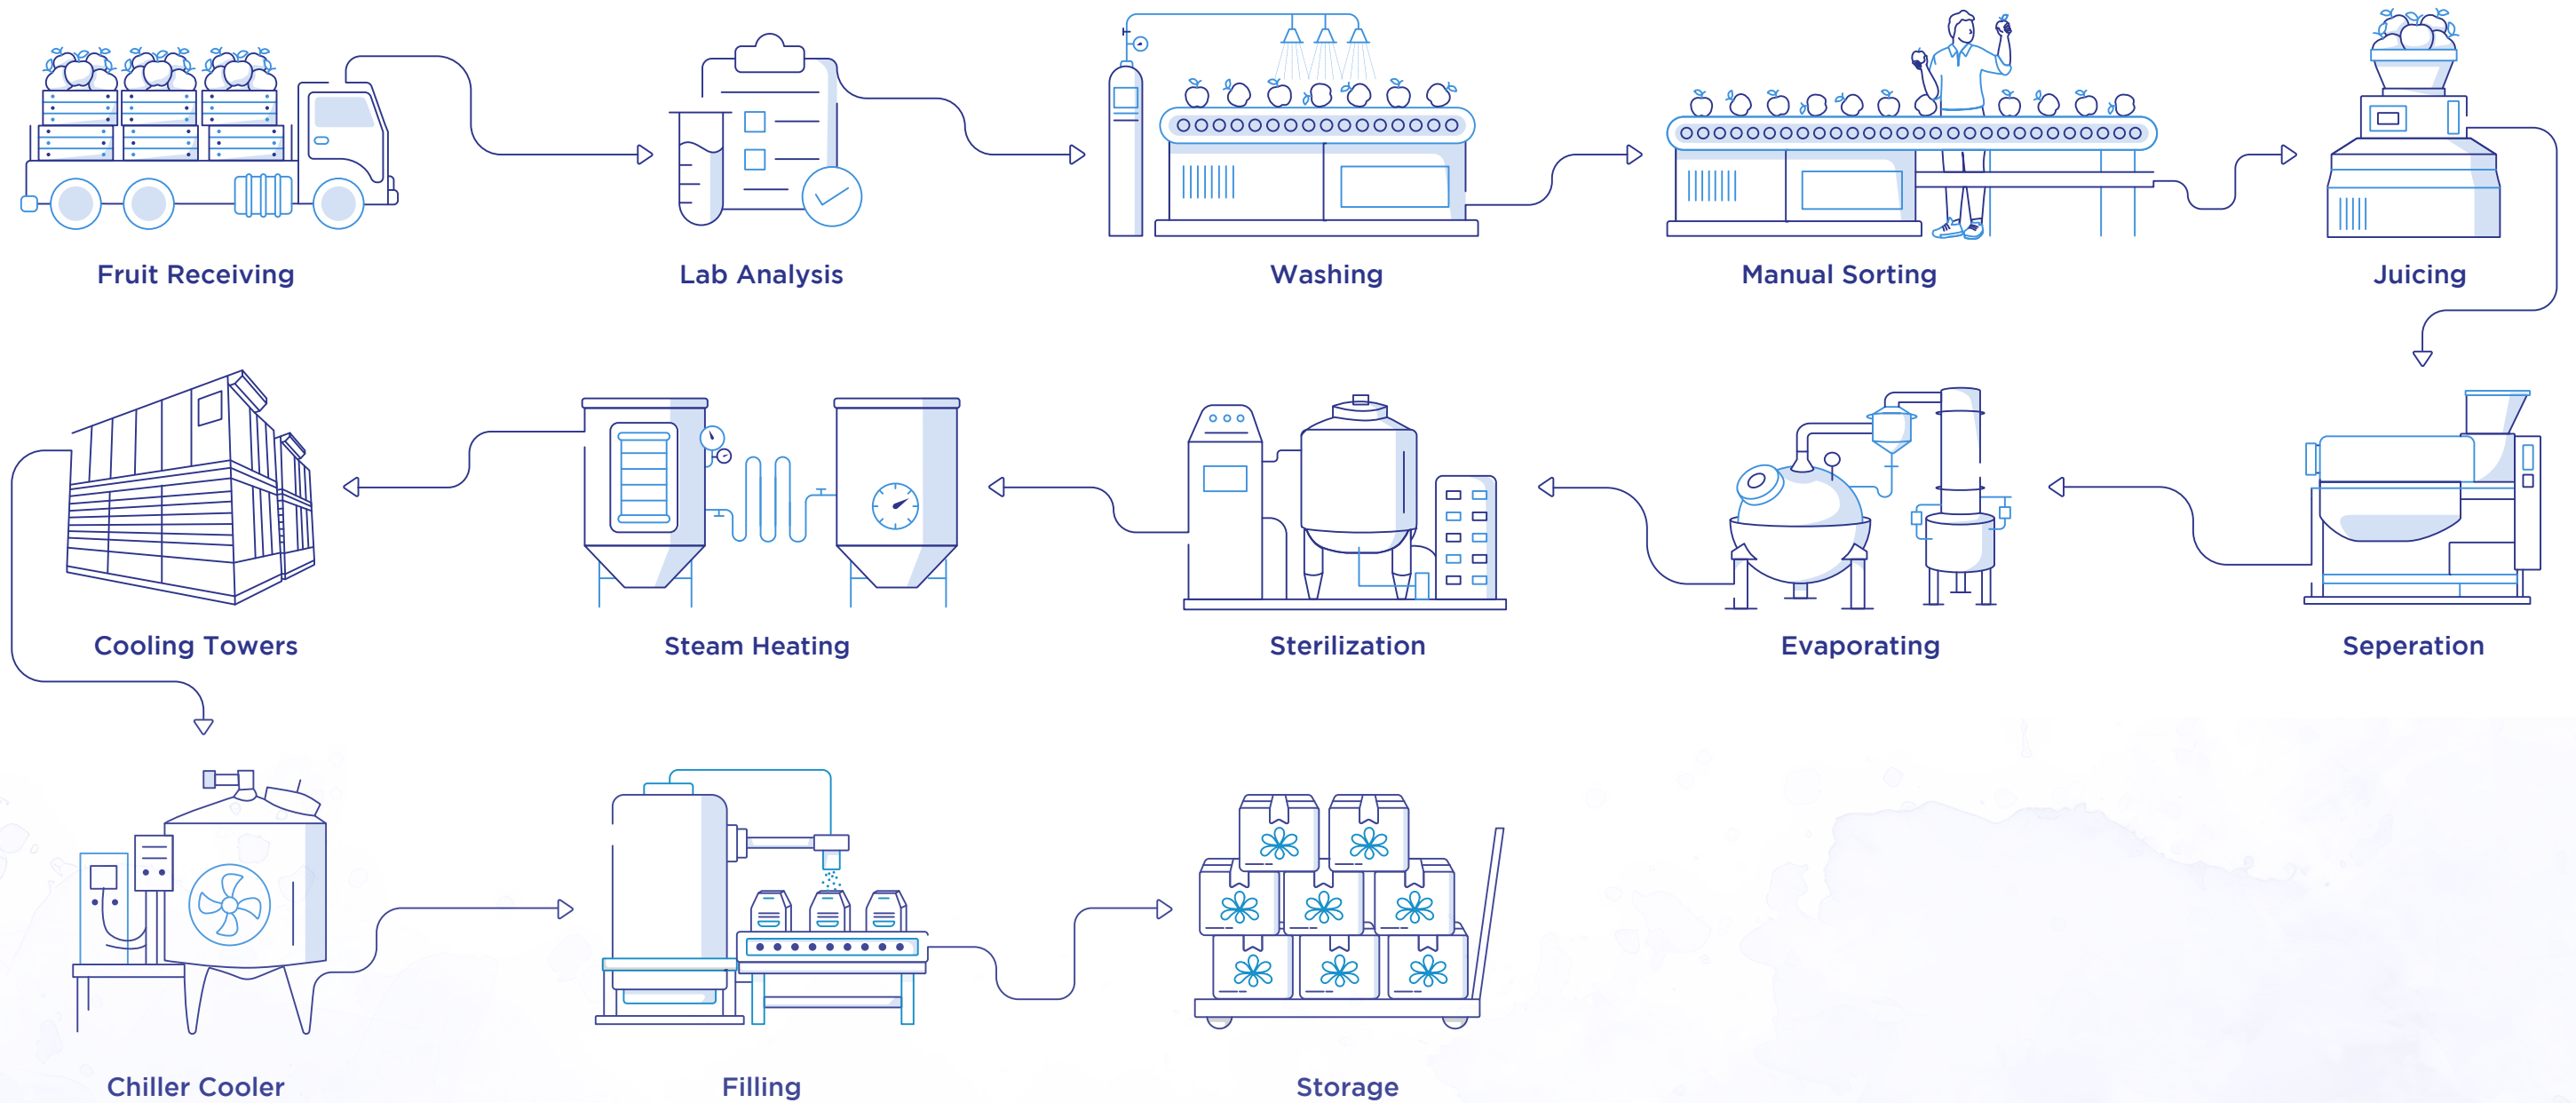 Fruit Receiving
Lab Analysis
Washing
Manual Sorting
Juicing
Cooling Towers
Steam Heating
Sterilization
Evaporating
Seperation
Chiller Cooler
Filling
Storage